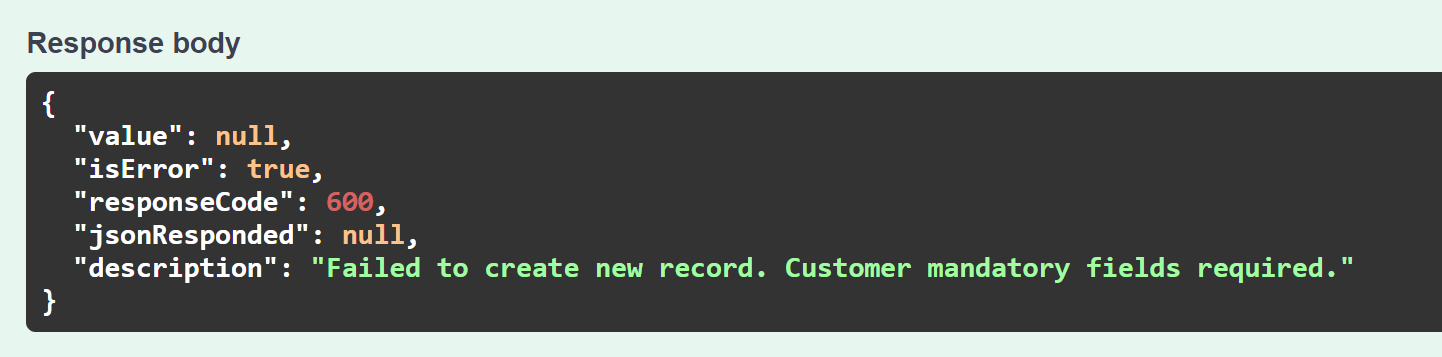 Response body
{
"value": null,
"isError": true,
"responseCode": 600,
"jsonResponded": null,
"description": "Failed to create new record. Customer mandatory fields required."
}